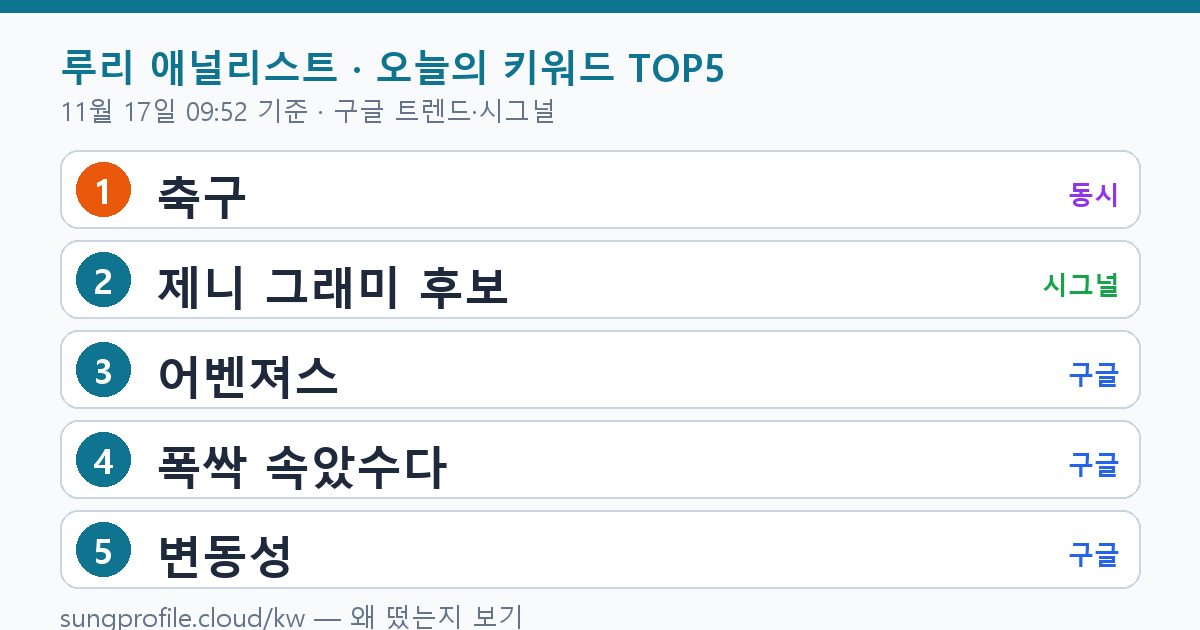 루리 애널리스트 · 오늘의 키워드 TOP5
11월 17일 09:52 기준 · 구글 트렌드·시그널
1 축구 동시
2 제니 그래미 후보 시그널
3 어벤져스 구글
4 폭싹 속았수다 구글
5 변동성 구글
sungprofile.cloud/kw — 왜 떴는지 보기